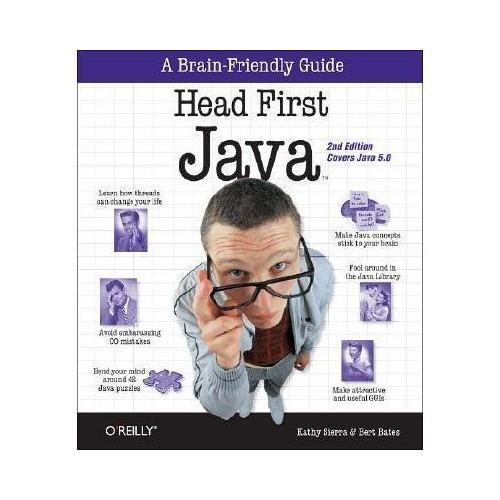 A Brain-Friendly Guide
Head First
Java™
2nd Edition
Covers Java 5.0
Learn how threads
can change your life
Make Java concepts
stick to your brain
Fool around in
the Java Library
Avoid embarassing
OO mistakes
Bend your mind
around 42
Java puzzles
Make attractive
and useful GUIs
O'REILLY®
Kathy Sierra & Bert Bates